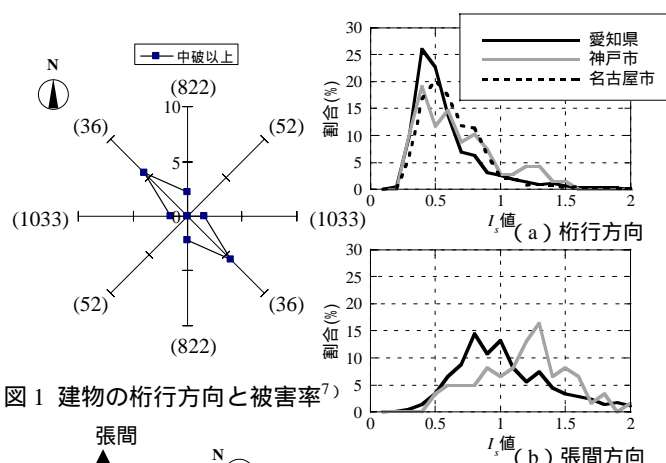 N
中破以上
(822)
10
(36)
(52)
5
(1033)
0
(1033)
(52)
(36)
(822)
図 1 建物の桁行方向と被害率7)
張間
N
愛知県
神戸市
名古屋市
30
25
20
15
10
5
0
割合(%)
0
0.5
1
1.5
2
Is値
(a) 桁行方向
30
25
20
15
10
5
0
割合(%)
0
0.5
1
1.5
2
Is値
(b) 張間方向